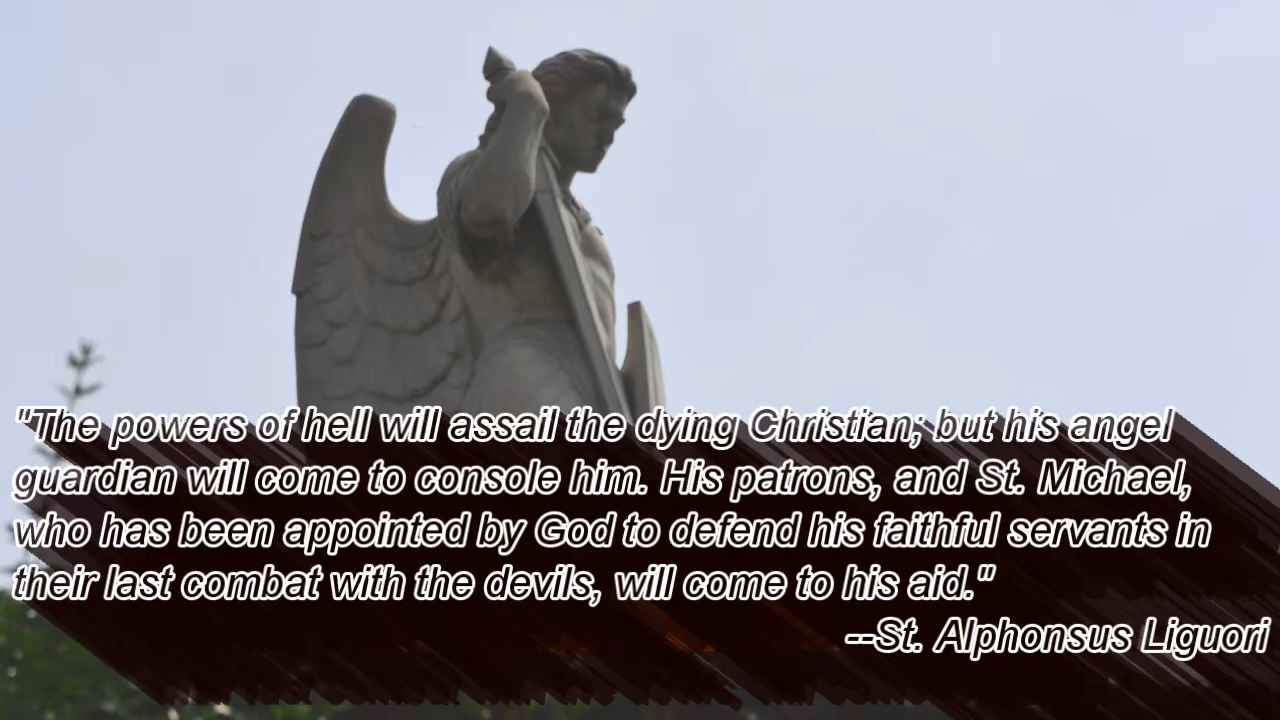 "The powers of hell will assail the dying Christian; but his angel
guardian will come to console him. His patrons, and St. Michael,
who has been appointed by God to defend his faithful servants in
their last combat with the devils, will come to his aid."
--St. Alphonsus Liguori